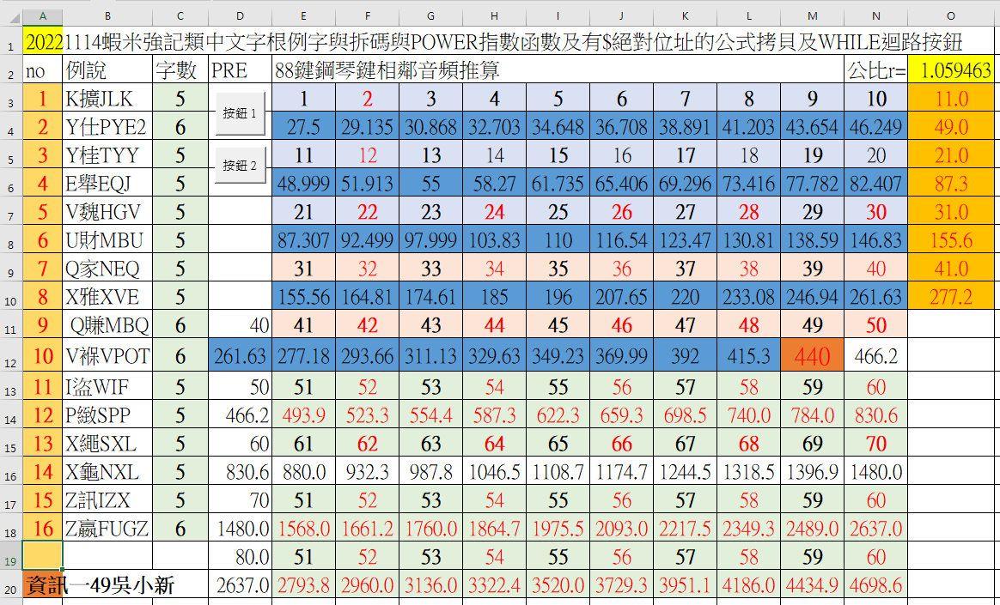 A B C D E F G H I J K L M N O
1 20221114蝦米強記類中文字根例字與拆碼與POWER指數函數及有$絕對位址的公式拷貝及WHILE迴路按鈕
2 no 例說 字數 PRE 88鍵鋼琴鍵相鄰音頻推算 公比r= 1.059463
3 1 K擴JLK 5 按鈕 1 1 2 3 4 5 6 7 8 9 10 11.0
4 2 Y仕PYE2 6 27.5 29.135 30.868 32.703 34.648 36.708 38.891 41.203 43.654 46.249 49.0
5 3 Y桂TYY 5 按鈕 2 11 12 13 14 15 16 17 18 19 20 21.0
6 4 E舉EQJ 5 48.999 51.913 55 58.27 61.735 65.406 69.296 73.416 77.782 82.407 87.3
7 5 V魏HGV 5 21 22 23 24 25 26 27 28 29 30 31.0
8 6 U財MBU 5 87.307 92.499 97.999 103.83 110 116.54 123.47 130.81 138.59 146.83 155.6
9 7 Q家NEQ 5 31 32 33 34 35 36 37 38 39 40 41.0
10 8 X雅XVE 5 155.56 164.81 174.61 185 196 207.65 220 233.08 246.94 261.63 277.2
11 9 Q賺MBQ 6 40 41 42 43 44 45 46 47 48 49 50
12 10 V褓VPOT 6 261.63 277.18 293.66 311.13 329.63 349.23 369.99 392 415.3 440 466.2
13 11 I盜WIF 5 50 51 52 53 54 55 56 57 58 59 60
14 12 P緻SPP 5 466.2 493.9 523.3 554.4 587.3 622.3 659.3 698.5 740.0 784.0 830.6
15 13 X繩SXL 5 60 61 62 63 64 65 66 67 68 69 70
16 14 X龜NXL 5 830.6 880.0 932.3 987.8 1046.5 1108.7 1174.7 1244.5 1318.5 1396.9 1480.0
17 15 Z訊IZX 5 70 51 52 53 54 55 56 57 58 59 60
18 16 Z嬴FUGZ 6 1480.0 1568.0 1661.2 1760.0 1864.7 1975.5 2093.0 2217.5 2349.3 2489.0 2637.0
19 80.0 51 52 53 54 55 56 57 58 59 60
20 資訊一49吳小新 2637.0 2793.8 2960.0 3136.0 3322.4 3520.0 3729.3 3951.1 4186.0 4434.9 4698.6